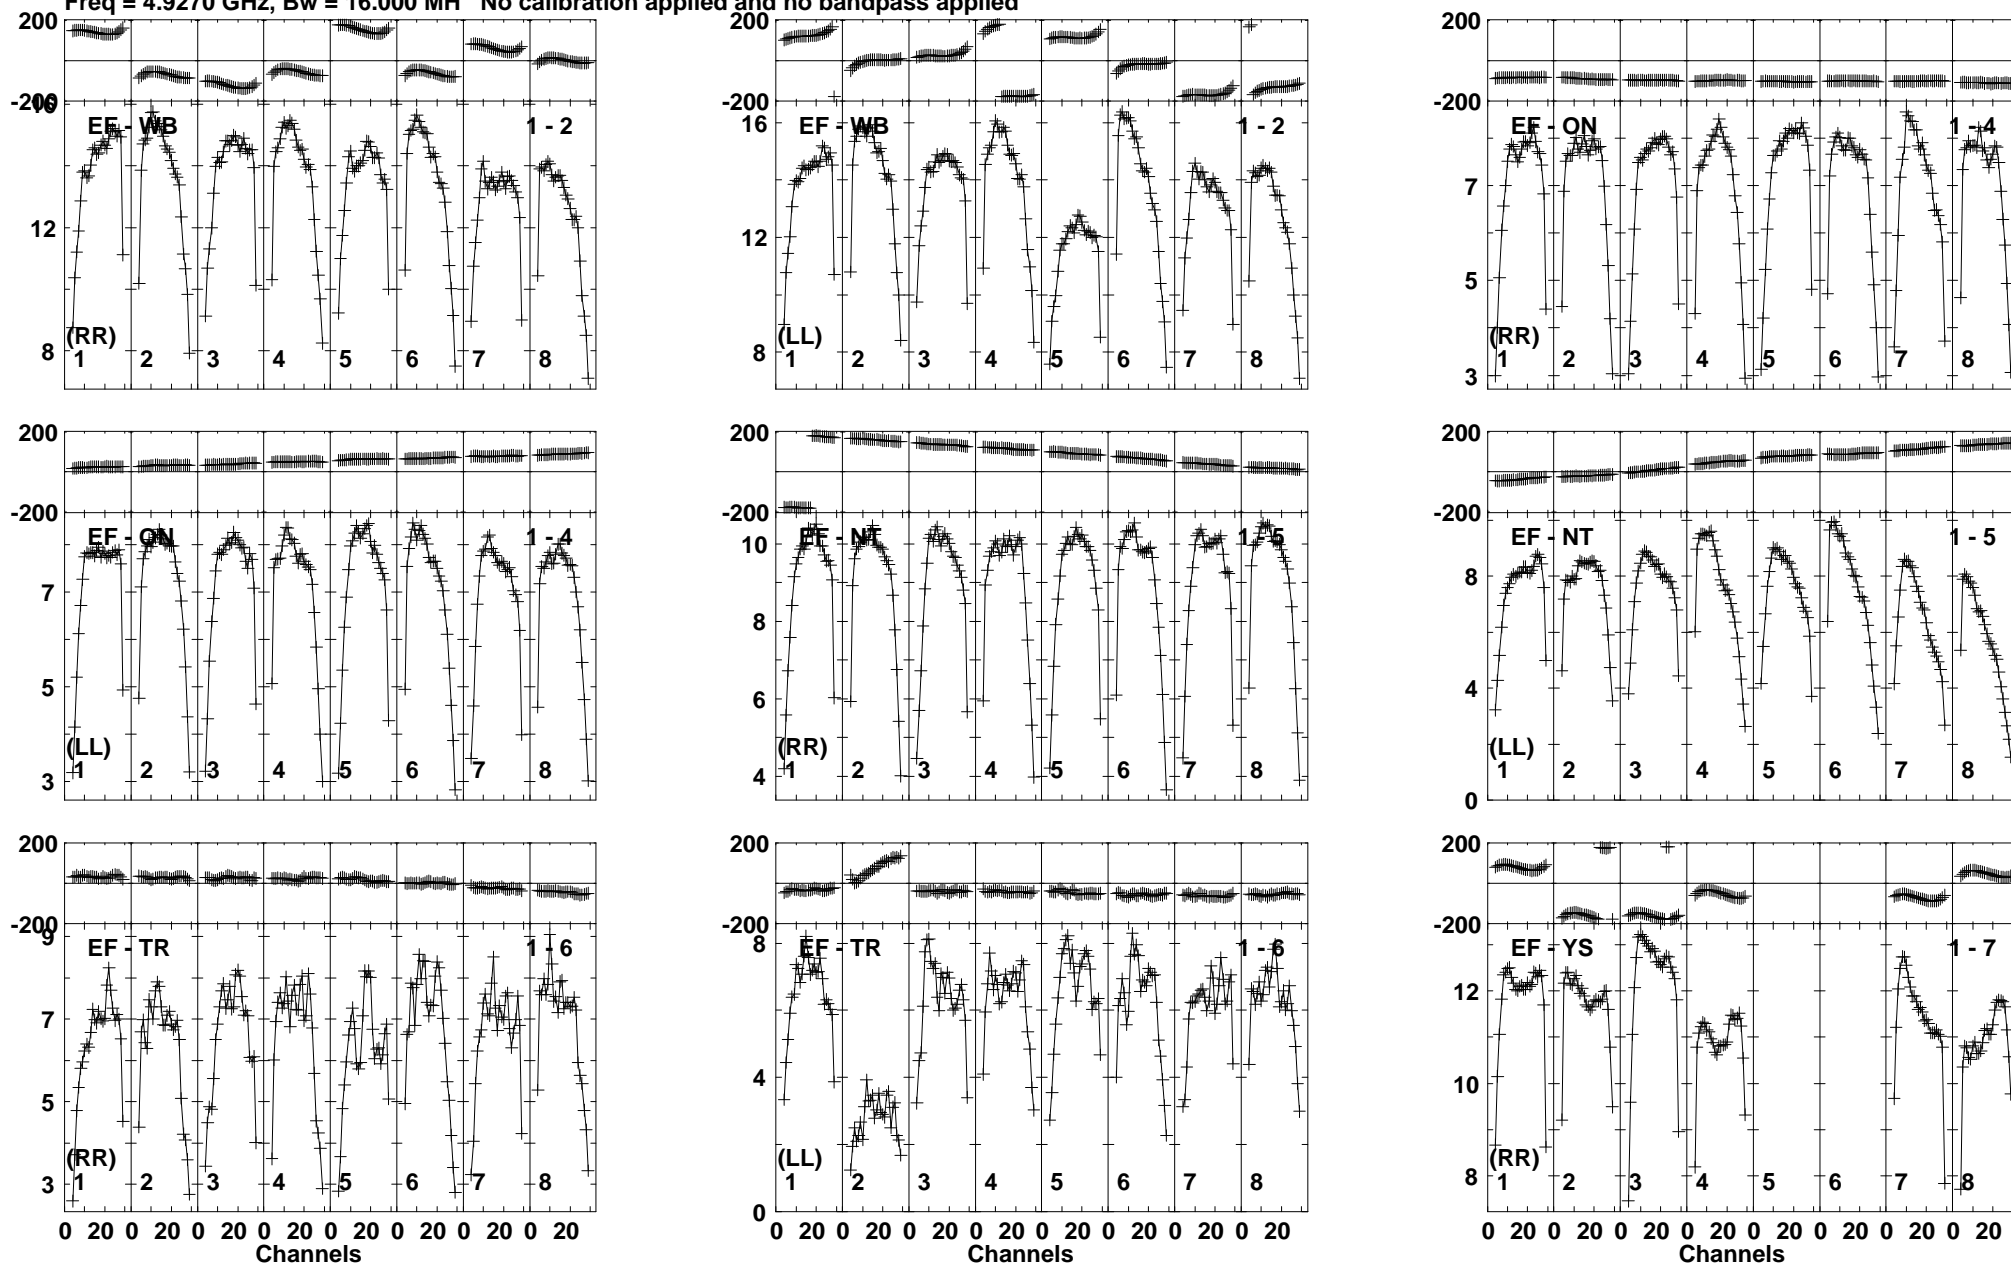 Freq = 4.9270 GHz, Bw = 16.000 MH No calibration applied and no bandpass applied
200 200 200
-200 -200 -200
16 EF - WB 1 - 2 16 EF - WB 1 - 2 EF - ON 1 - 4
7
12 12
5
(RR) (LL) (RR)
8 1 2 3 4 5 6 7 8 8 1 2 3 4 5 6 7 8 3 1 2 3 4 5 6 7 8
200 200 200
-200 -200 -200
EF - ON 1 - 4 10 EF - NT 1 - 5 EF - NT 1 - 5
7 8 8
5 6 4
(LL) (RR) (LL)
3 1 2 3 4 5 6 7 8 4 1 2 3 4 5 6 7 8 0 1 2 3 4 5 6 7 8
200 200 200
-200 -200 -200
9 EF - TR 1 - 6 8 EF - TR 1 - 6 EF - YS 1 - 7
7 12
5 4 10
(RR) (LL) (RR)
3 1 2 3 4 5 6 7 8 0 1 2 3 4 5 6 7 8 8 1 2 3 4 5 6 7 8
0 20 0 20 0 20 0 20 0 20 0 20 0 20 0 20 0 20 0 20 0 20 0 20 0 20 0 20 0 20 0 20 0 20 0 20 0 20 0 20 0 20 0 20 0 20 0 20
Channels Channels Channels